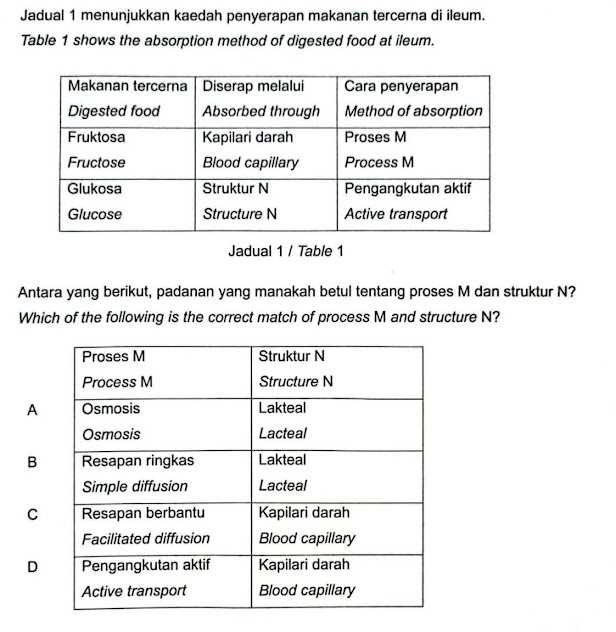 Jadual 1 menunjukkan kaedah penyerapan makanan tercerna di ileum.
Table 1 shows the absorption method of digested food at ileum.
Makanan tercerna Diserap melalui Cara penyerapan
Digested food Absorbed through Method of absorption
Fruktosa Kapilari darah Proses M
Fructose Blood capillary Process M
Glukosa Struktur N Pengangkutan aktif
Glucose Structure N Active transport
Jadual 1 / Table 1
Antara yang berikut, padanan yang manakah betul tentang proses M dan struktur N?
Which of the following is the correct match of process M and structure N?
Proses M Struktur N
Process M Structure N
A Osmosis Lakteal
Osmosis Lacteal
B Resapan ringkas Lakteal
Simple diffusion Lacteal
C Resapan berbantu Kapilari darah
Facilitated diffusion Blood capillary
D Pengangkutan aktif Kapilari darah
Active transport Blood capillary